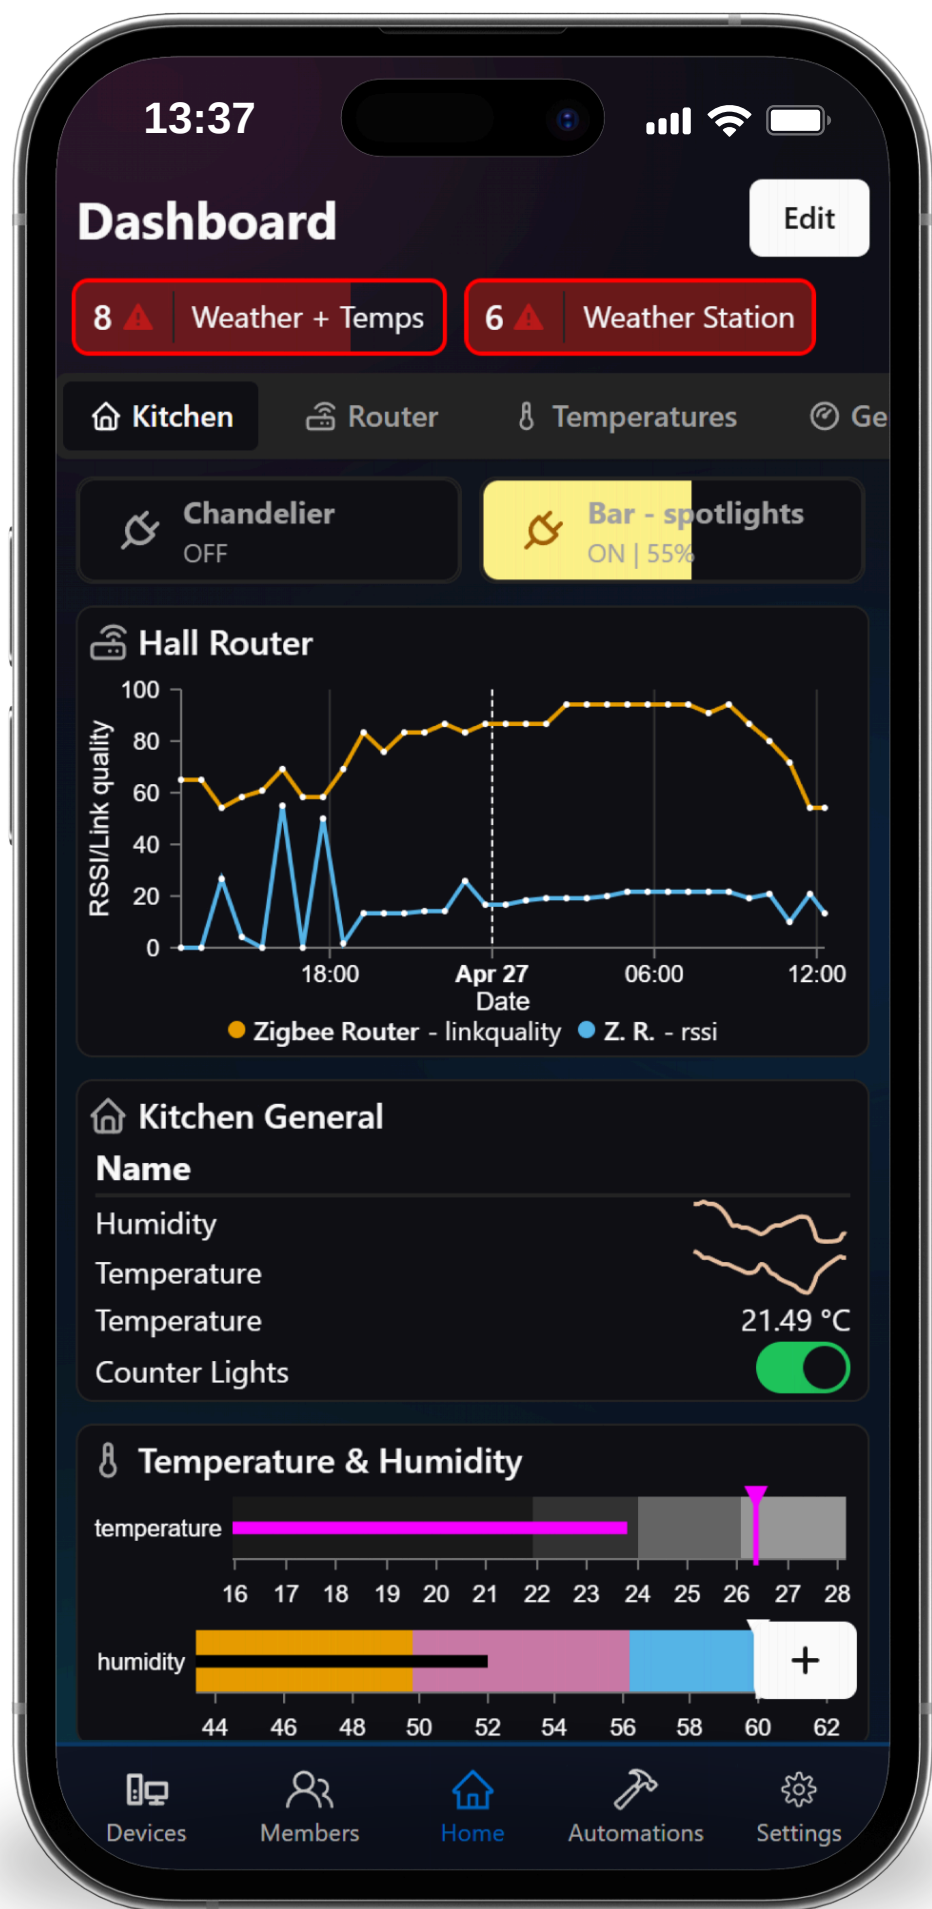 13:37
Dashboard
Edit
8 Weather + Temps
6 Weather Station
Kitchen Router Temperatures Ge
Chandelier
OFF
Bar - spotlights
ON | 55%
Hall Router
RSSI/Link quality
100
80
60
40
20
0
18:00 Apr 27 06:00 12:00
Date
Zigbee Router - linkquality Z. R. - rssi
Kitchen General
Name
Humidity
Temperature
Temperature 21.49 °C
Counter Lights
Temperature & Humidity
temperature
16 17 18 19 20 21 22 23 24 25 26 27 28
humidity
+
44 46 48 50 52 54 56 58 60 62
Devices Members Home Automations Settings